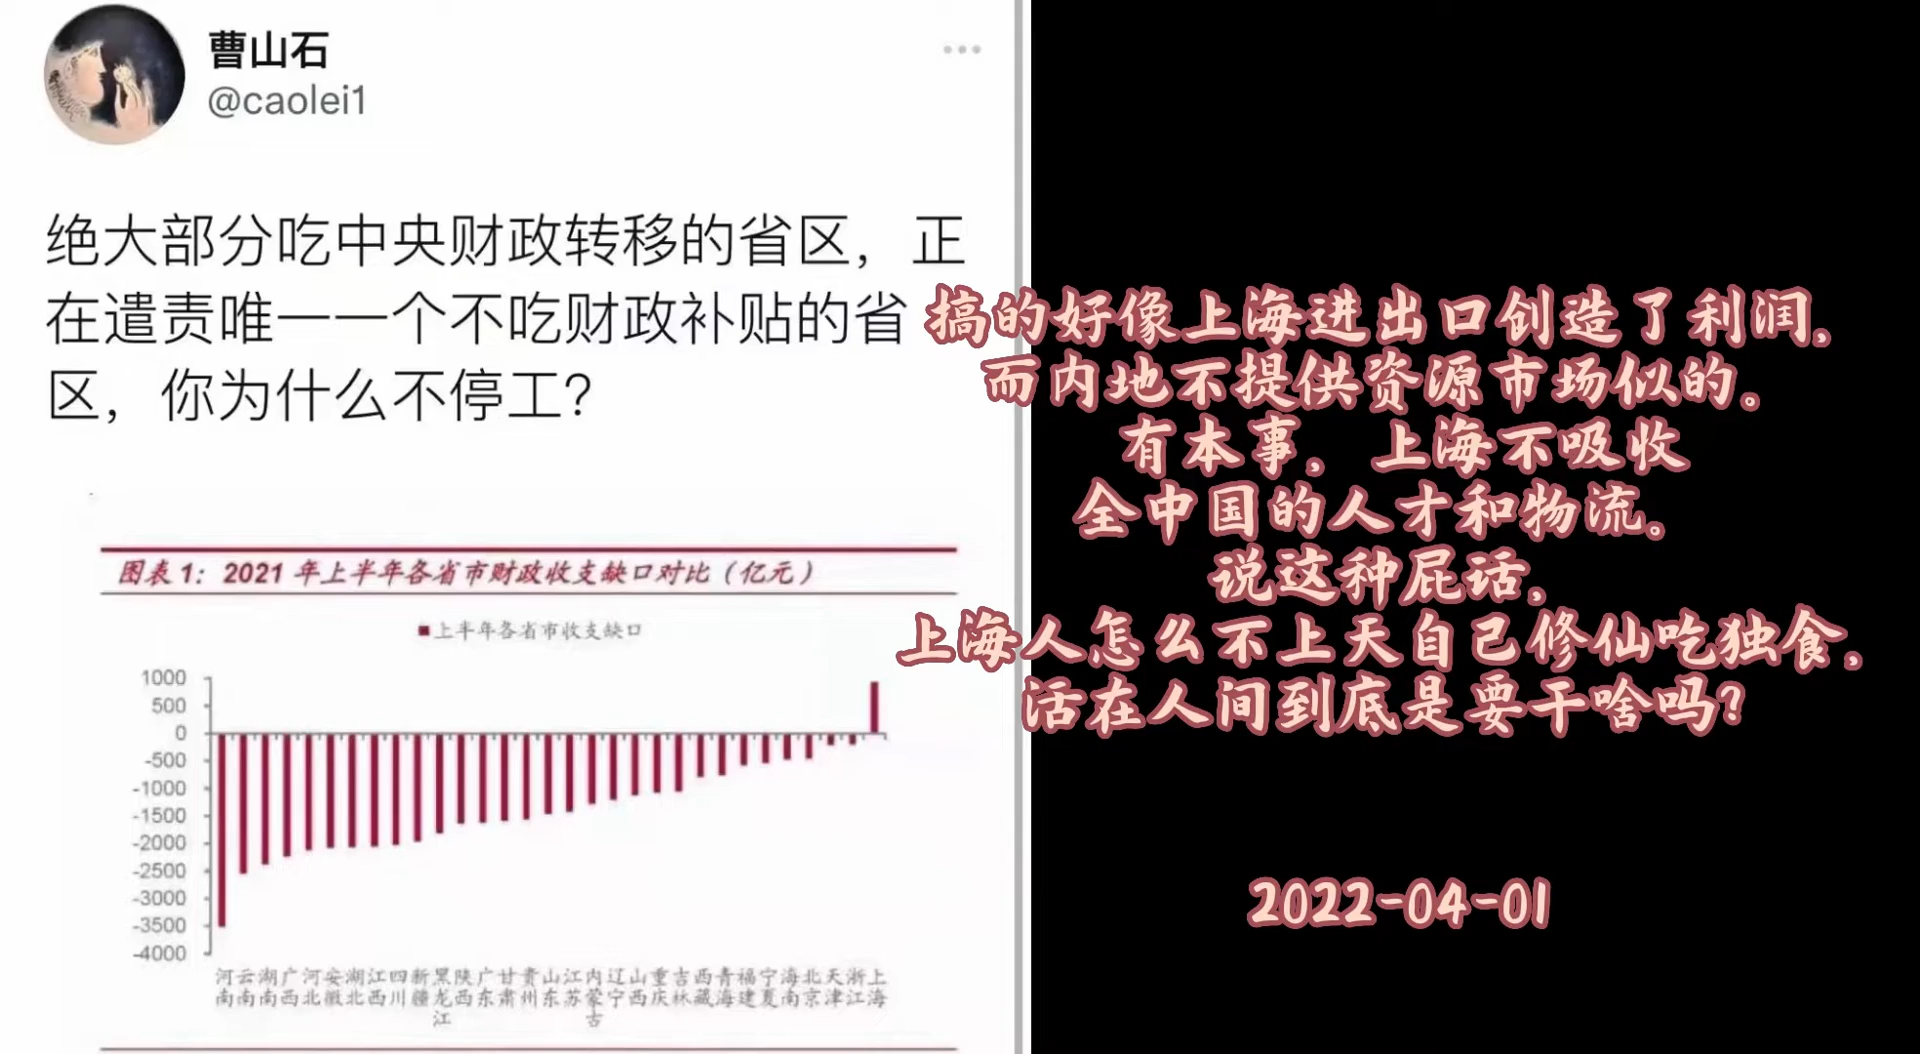 曹山石
@caolei1
绝大部分吃中央财政转移的省区，正
在谴责唯一一个不吃财政补贴的省
区，你为什么不停工？
图表1：2021年上半年各省市财政收支缺口对比（亿元）
上半年各省市收支缺口
1000
500
0
-500
-1000
-1500
-2000
-2500
-3000
-3500
-4000
河南 云南 湖南 广西 河北 安徽 湖北 江西 四川 新疆 黑龙江 陕西 广东 甘肃 贵州 山东 江苏 内蒙古 辽宁 山西 重庆 吉林 西藏 青海 福建 宁夏 海南 北京 天津 浙江 上海
搞的好像上海进出口创造了利润，
而内地不提供资源市场似的。
有本事，上海不吸收
全中国的人才和物流。
说这种屁话，
上海人怎么不上天自己修仙吃独食，
活在人间到底是要干啥吗？
2022-04-01